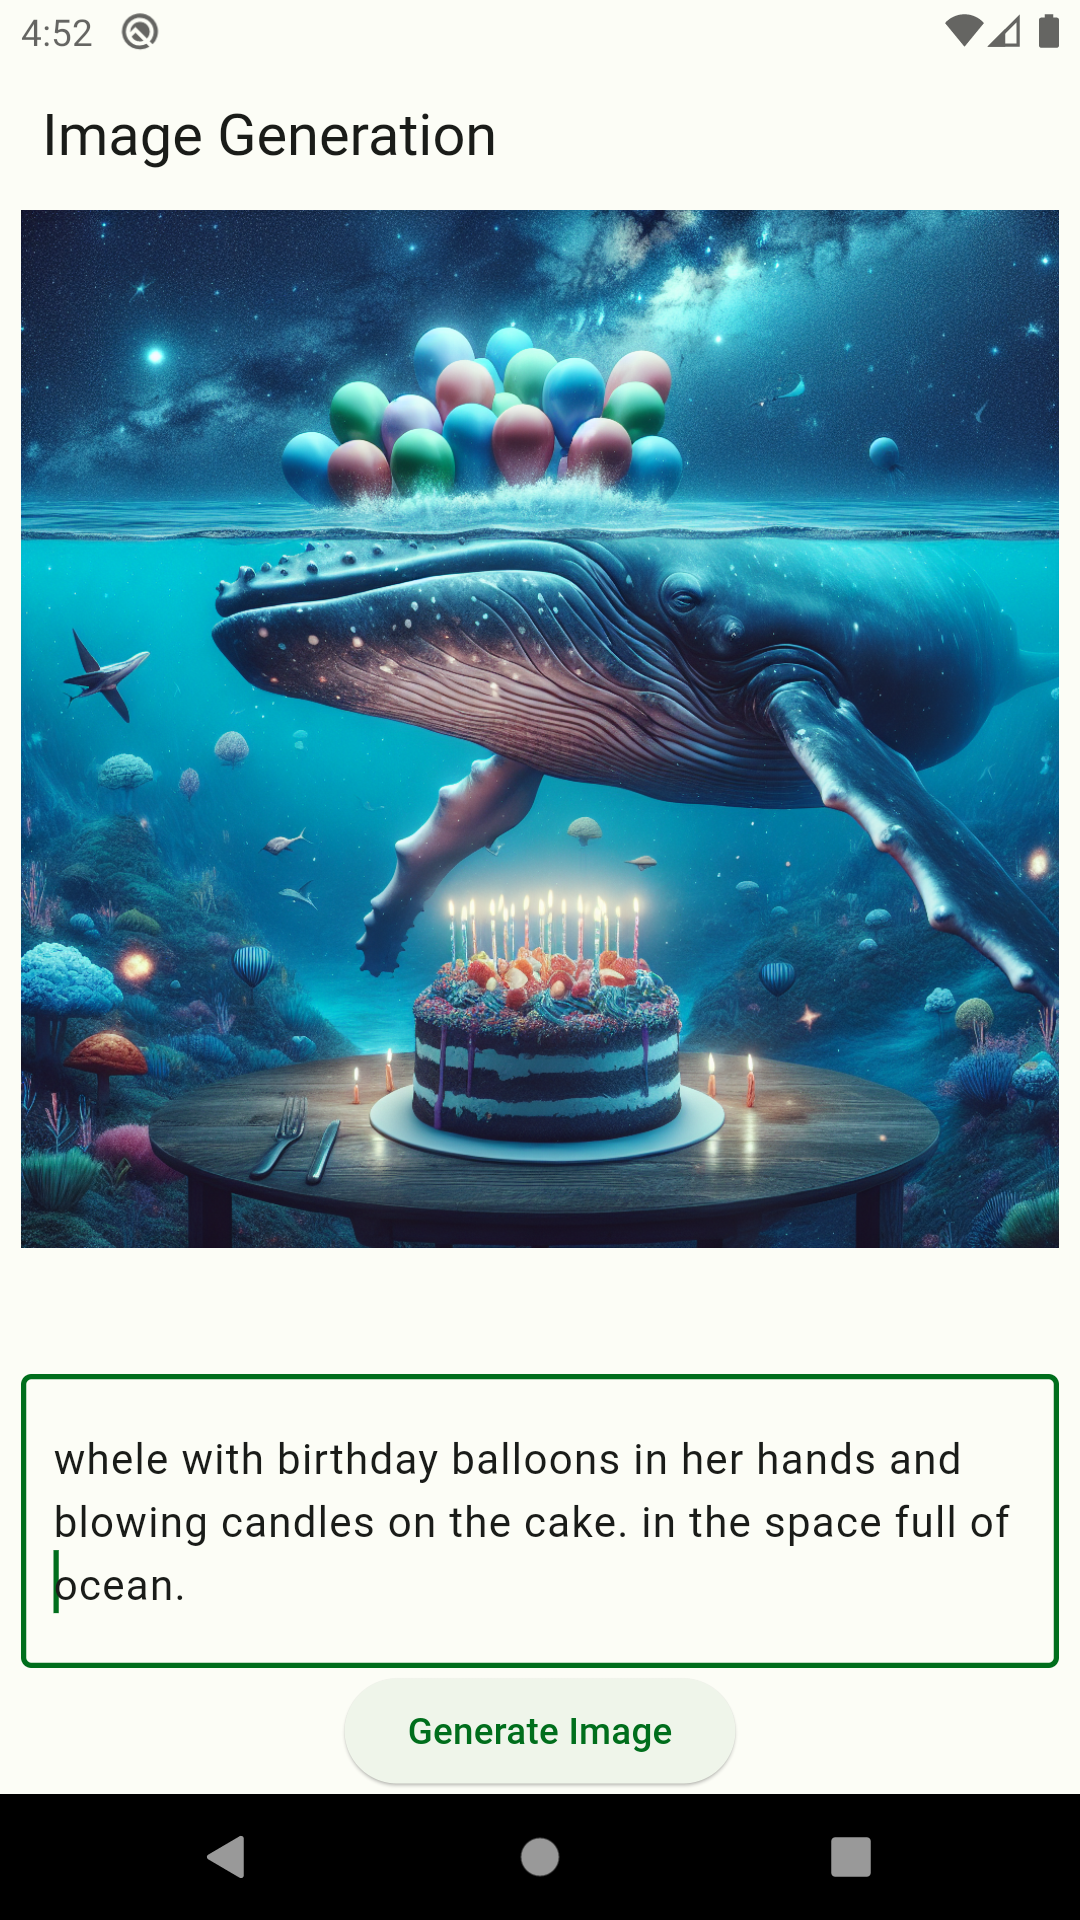 4:52
Image Generation
whele with birthday balloons in her hands and
blowing candles on the cake. in the space full of
ocean.
Generate Image